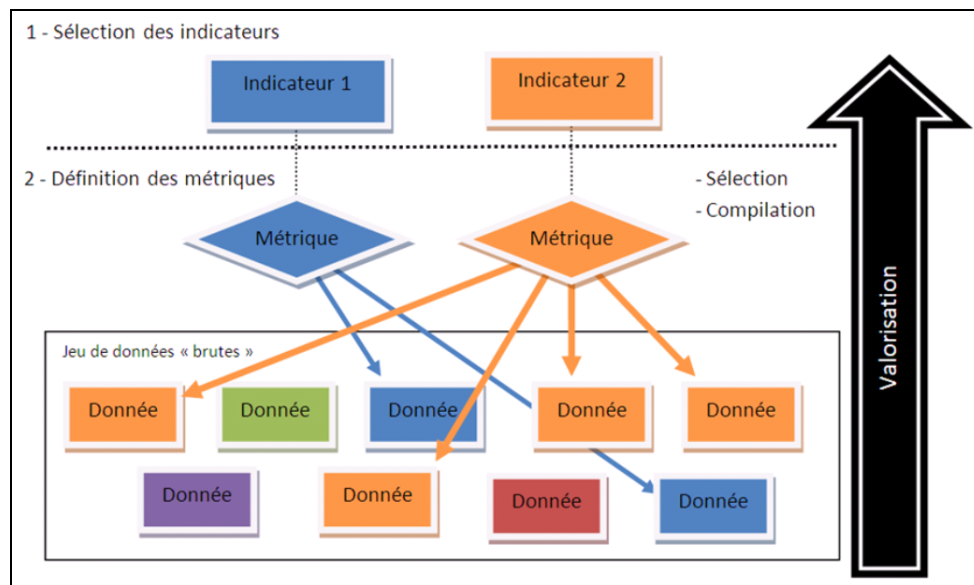 1 - Sélection des indicateurs
Indicateur 1
Indicateur 2
2 - Définition des métriques
- Sélection
- Compilation
Métrique
Métrique
Jeu de données « brutes »
Donnée
Donnée
Donnée
Donnée
Donnée
Donnée
Donnée
Donnée
Donnée
Valorisation